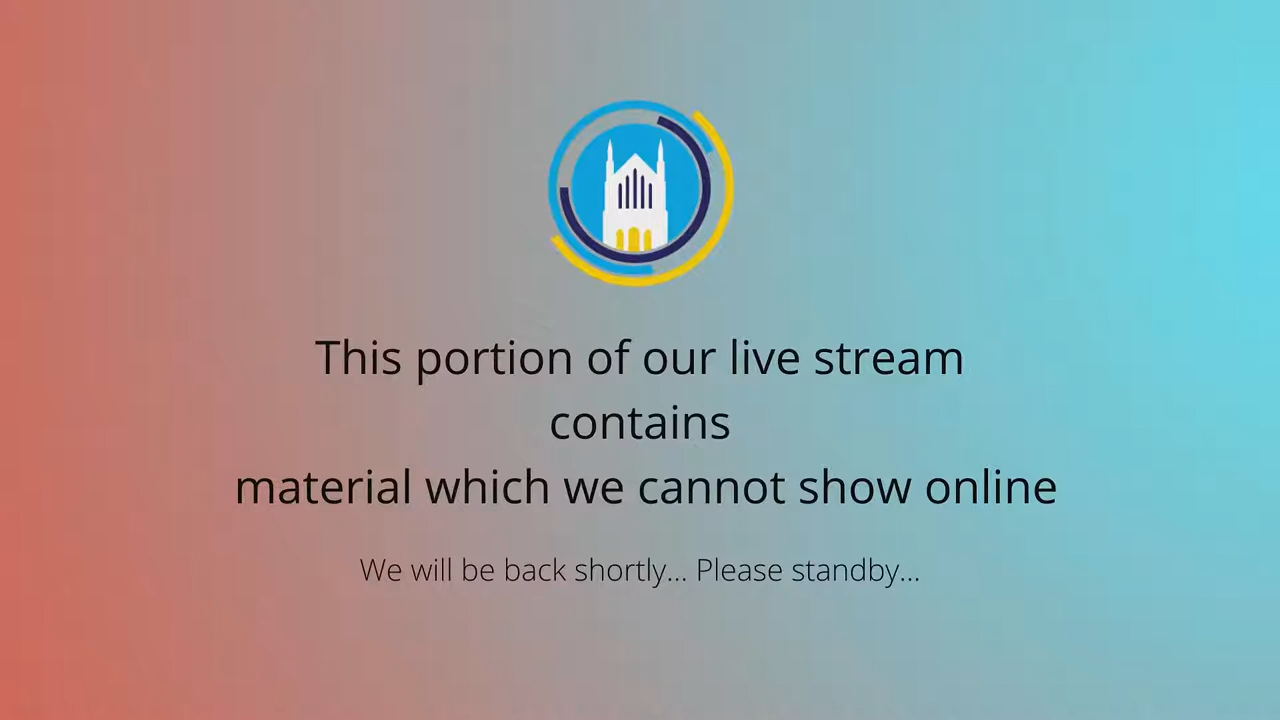 This portion of our live stream
contains
material which we cannot show online
We will be back shortly... Please standby...